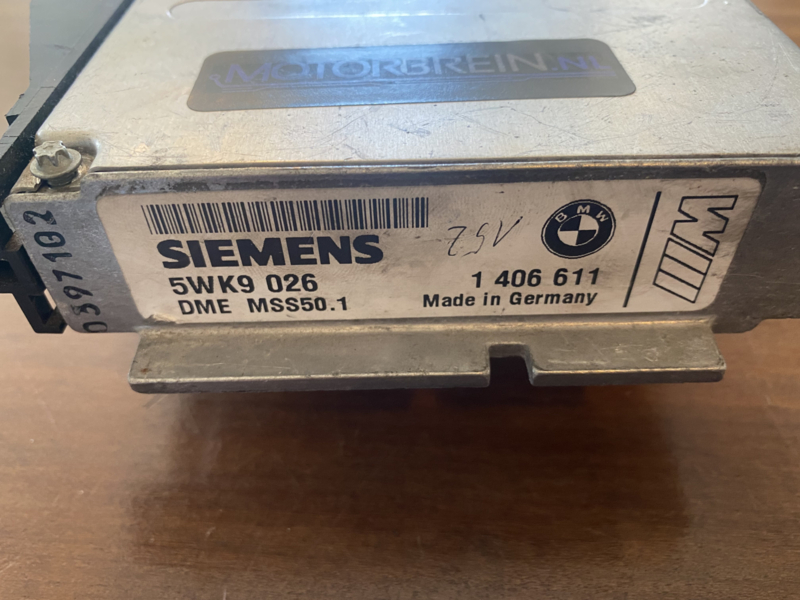 MOTORBREIN.NL
SIEMENS
BMW
5WK9 026
1 406 611
DME MSS50.1
Made in Germany
0397102